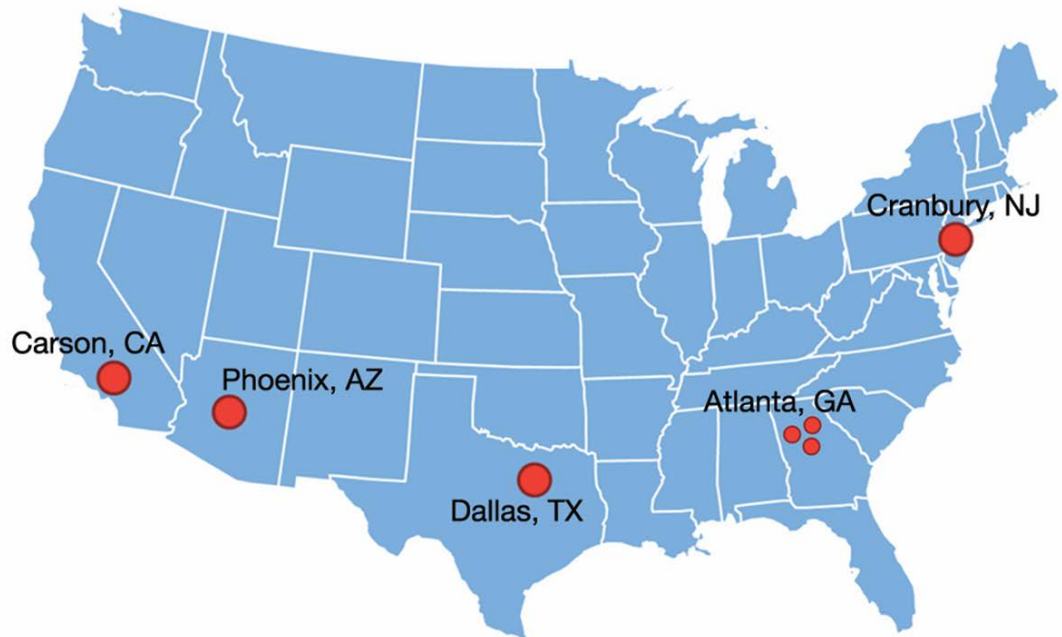 Cranbury, NJ
Carson, CA
Phoenix, AZ
Atlanta, GA
Dallas, TX